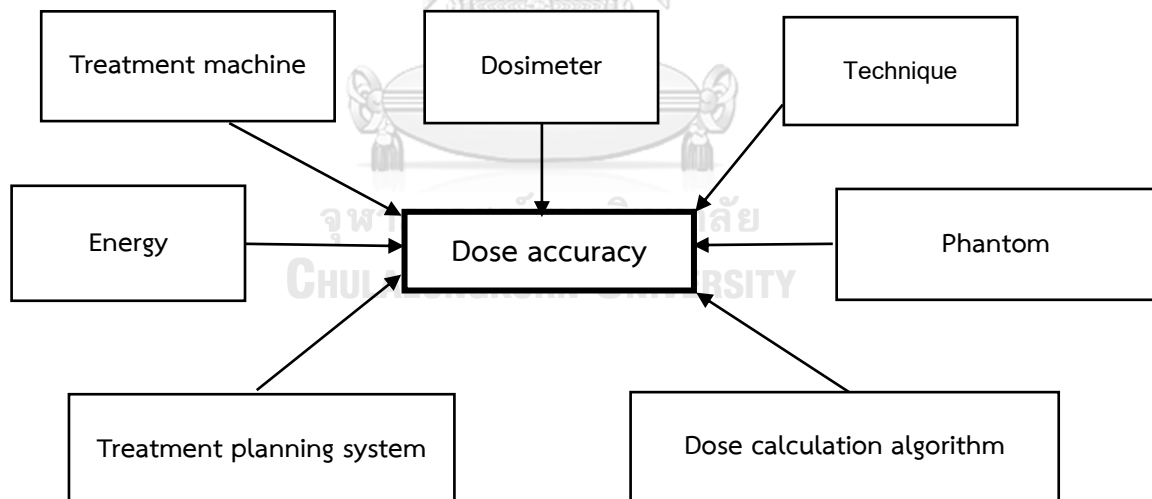 Treatment machine
Dosimeter
Technique
Energy
Dose accuracy
Phantom
Treatment planning system
Dose calculation algorithm